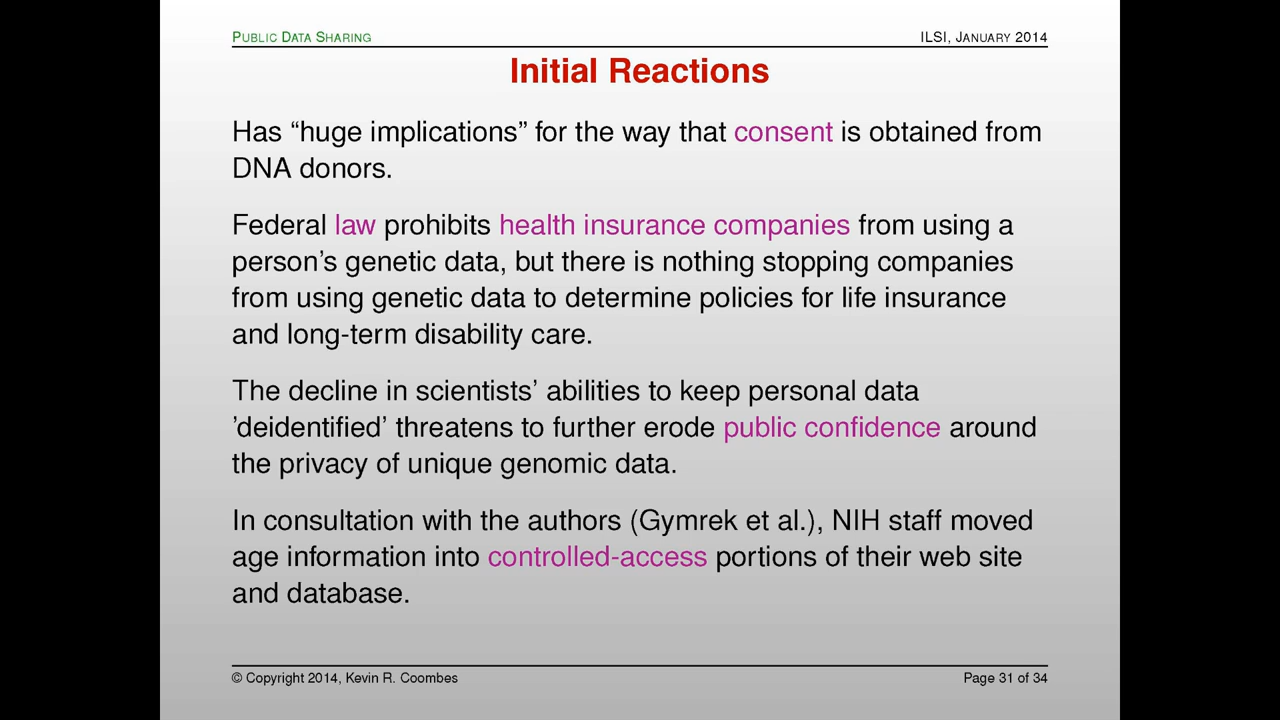 PUBLIC DATA SHARING
ILSI, JANUARY 2014
Initial Reactions
Has “huge implications” for the way that consent is obtained from
DNA donors.
Federal law prohibits health insurance companies from using a
person’s genetic data, but there is nothing stopping companies
from using genetic data to determine policies for life insurance
and long-term disability care.
The decline in scientists’ abilities to keep personal data
’deidentified’ threatens to further erode public confidence around
the privacy of unique genomic data.
In consultation with the authors (Gymrek et al.), NIH staff moved
age information into controlled-access portions of their web site
and database.
© Copyright 2014, Kevin R. Coombes
Page 31 of 34